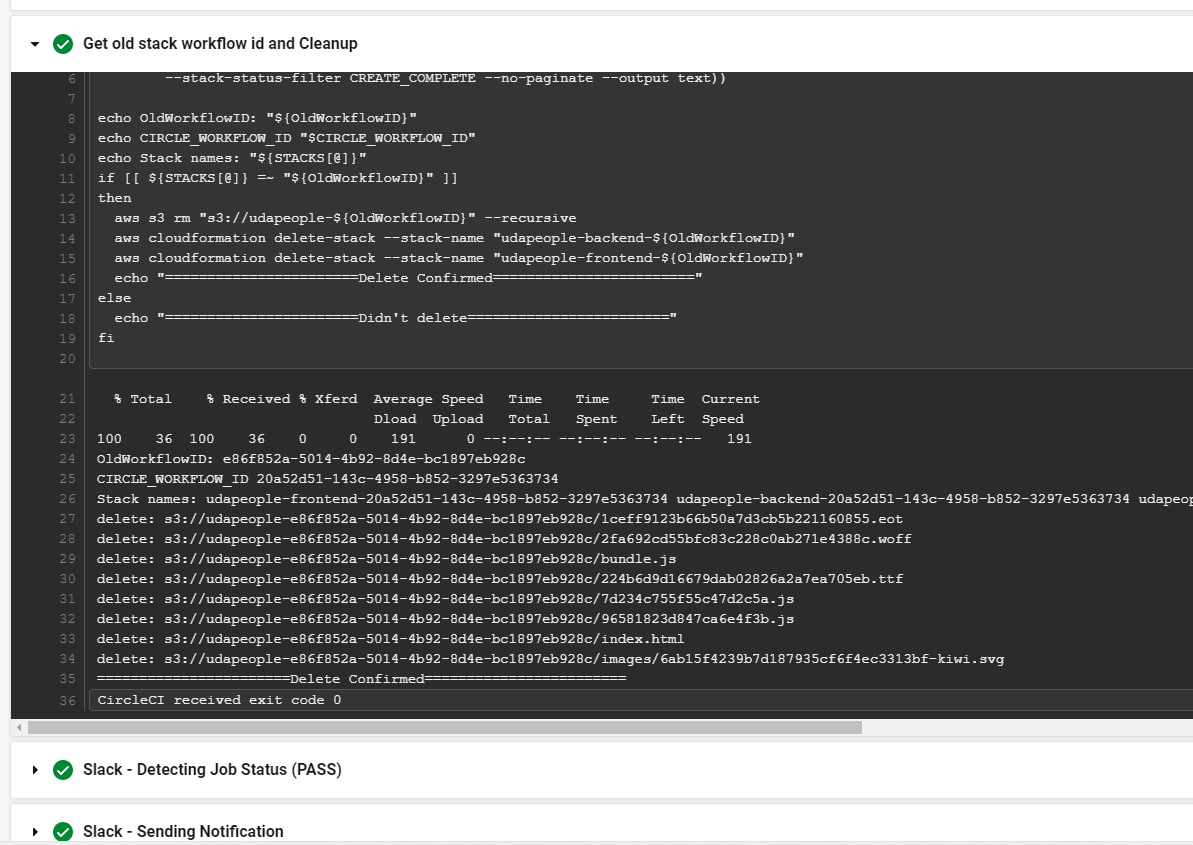 Get old stack workflow id and Cleanup
6 --stack-status-filter CREATE_COMPLETE --no-paginate --output text))
7
8 echo OldWorkflowID: "${OldWorkflowID}"
9 echo CIRCLE_WORKFLOW_ID "$CIRCLE_WORKFLOW_ID"
10 echo Stack names: "${STACKS[@]}"
11 if [[ ${STACKS[@]} =~ "${OldWorkflowID}" ]]
12 then
13 aws s3 rm "s3://udapeople-${OldWorkflowID}" --recursive
14 aws cloudformation delete-stack --stack-name "udapeople-backend-${OldWorkflowID}"
15 aws cloudformation delete-stack --stack-name "udapeople-frontend-${OldWorkflowID}"
16 echo "=======================Delete Confirmed========================"
17 else
18 echo "=======================Didn't delete========================"
19 fi
20
21 % Total % Received % Xferd Average Speed Time Time Time Current
22 Dload Upload Total Spent Left Speed
23 100 36 100 36 0 0 191 0 --:--:-- --:--:-- --:--:-- 191
24 OldWorkflowID: e86f852a-5014-4b92-8d4e-bc1897eb928c
25 CIRCLE_WORKFLOW_ID 20a52d51-143c-4958-b852-3297e5363734
26 Stack names: udapeople-frontend-20a52d51-143c-4958-b852-3297e5363734 udapeople-backend-20a52d51-143c-4958-b852-3297e5363734 udapeop
27 delete: s3://udapeople-e86f852a-5014-4b92-8d4e-bc1897eb928c/1ceff9123b66b50a7d3cb5b221160855.eot
28 delete: s3://udapeople-e86f852a-5014-4b92-8d4e-bc1897eb928c/2fa692cd55bfc83c228c0ab271e4388c.woff
29 delete: s3://udapeople-e86f852a-5014-4b92-8d4e-bc1897eb928c/bundle.js
30 delete: s3://udapeople-e86f852a-5014-4b92-8d4e-bc1897eb928c/224b6d9d16679dab02826a2a7ea705eb.ttf
31 delete: s3://udapeople-e86f852a-5014-4b92-8d4e-bc1897eb928c/7d234c755f55c47d2c5a.js
32 delete: s3://udapeople-e86f852a-5014-4b92-8d4e-bc1897eb928c/96581823d847ca6e4f3b.js
33 delete: s3://udapeople-e86f852a-5014-4b92-8d4e-bc1897eb928c/index.html
34 delete: s3://udapeople-e86f852a-5014-4b92-8d4e-bc1897eb928c/images/6ab15f4239b7d187935cf6f4ec3313bf-kiwi.svg
35 =======================Delete Confirmed========================
36 CircleCI received exit code 0
Slack - Detecting Job Status (PASS)
Slack - Sending Notification